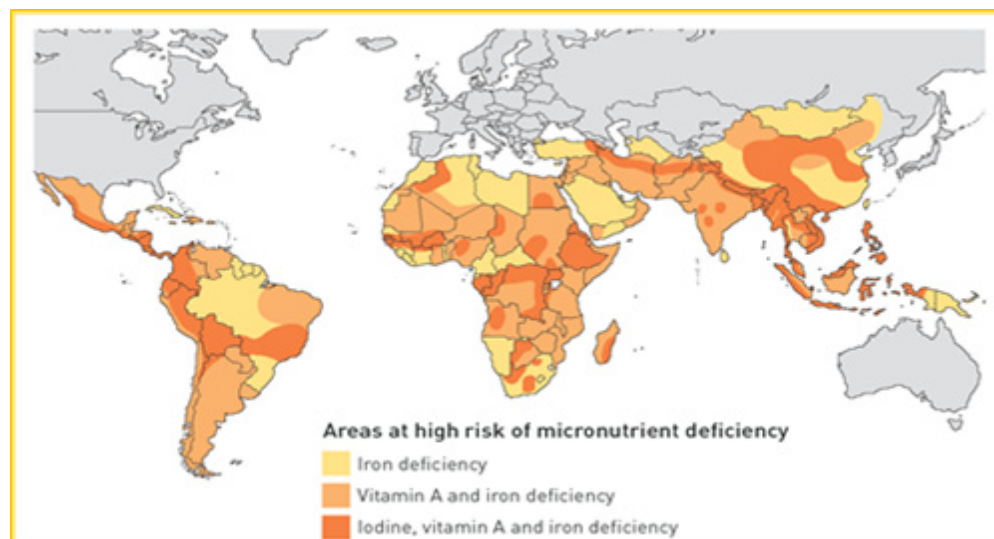 Areas at high risk of micronutrient deficiency
Iron deficiency
Vitamin A and iron deficiency
Iodine, vitamin A and iron deficiency